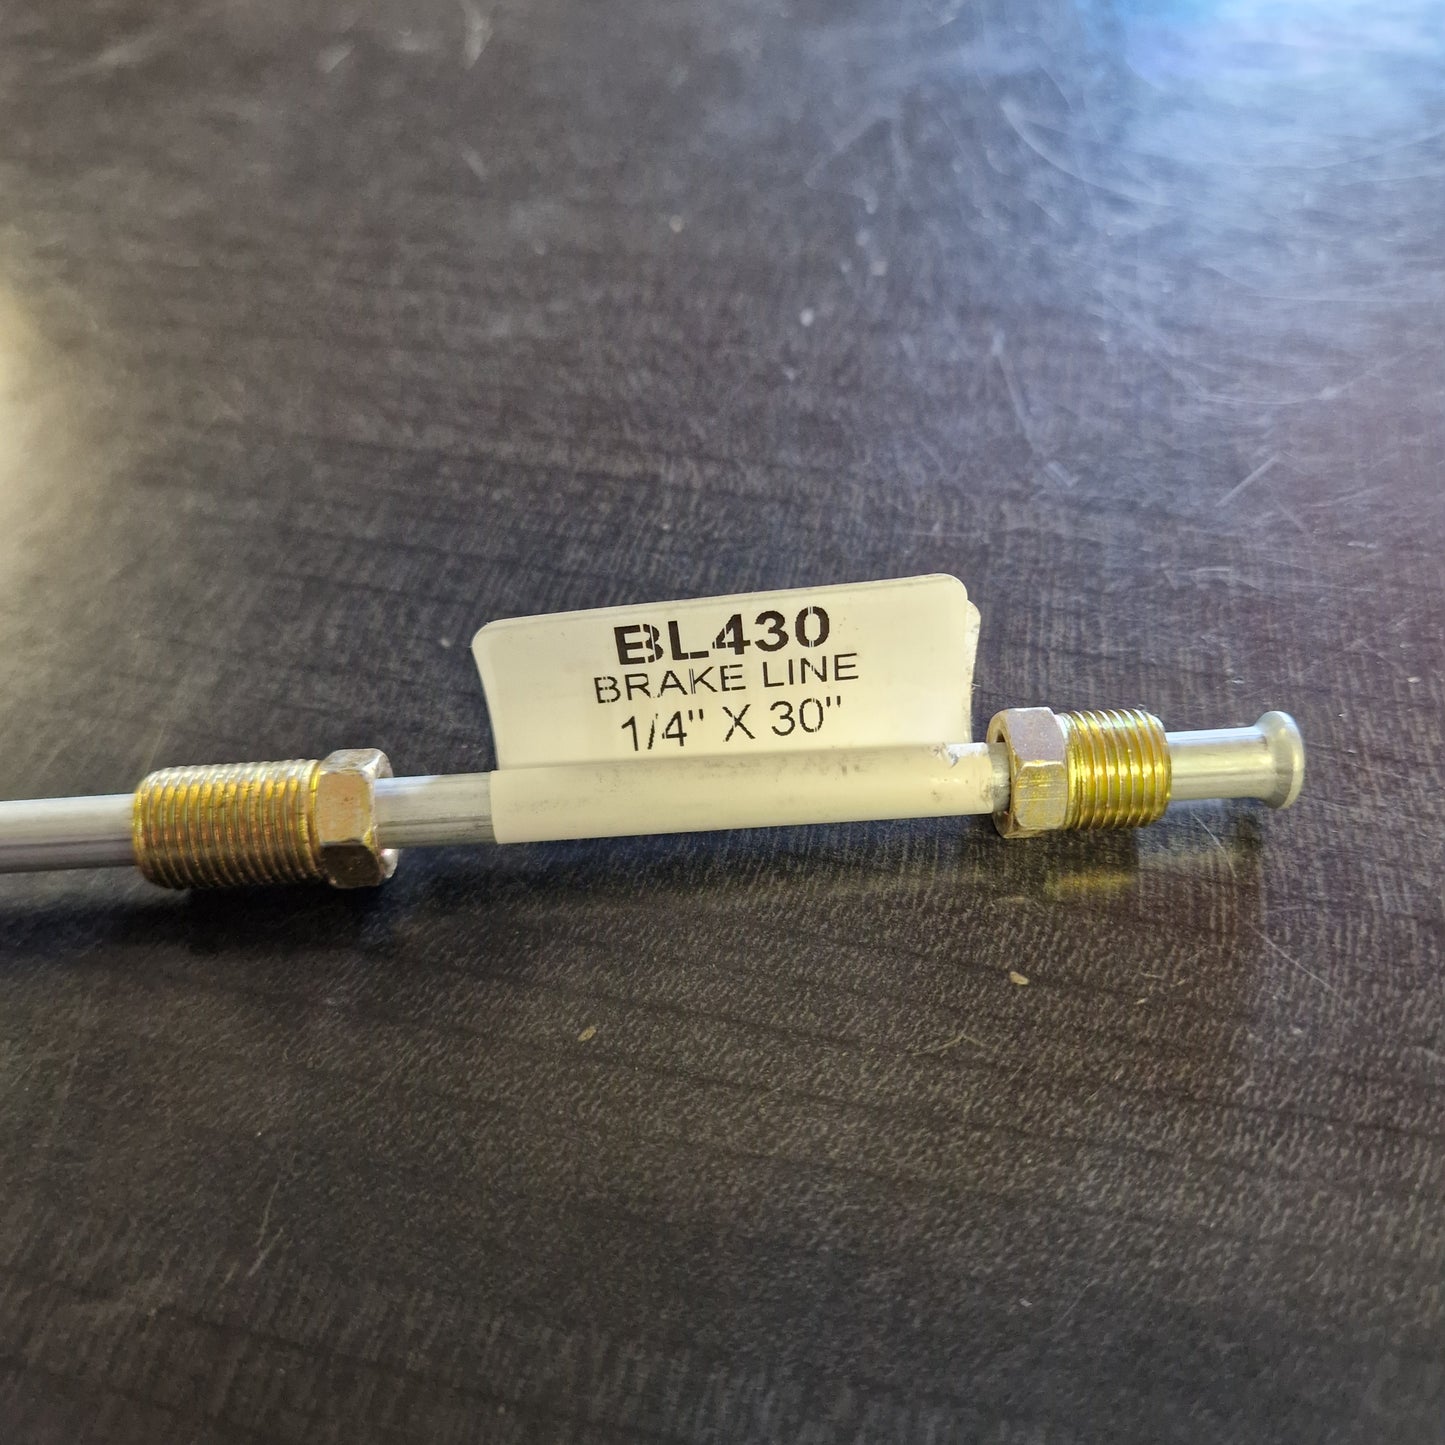 BL430
BRAKE LINE
1/4" X 30"